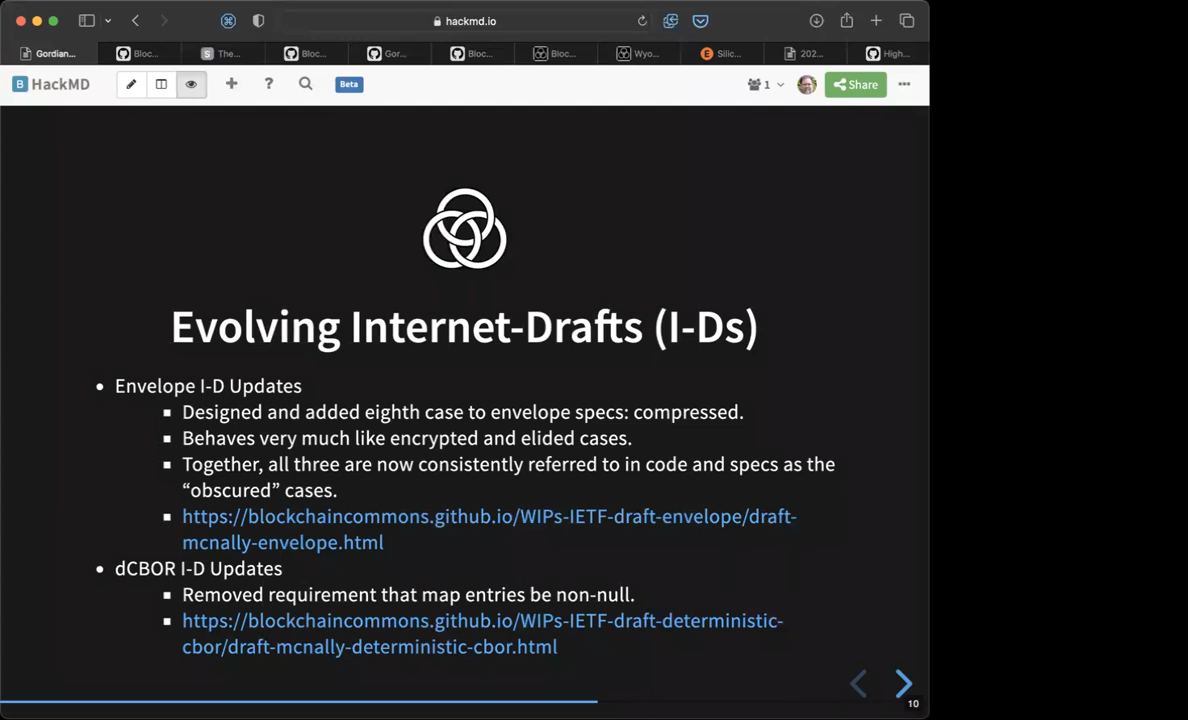 hackmd.io
Gordian...
Bloc...
The...
Bloc...
Gor...
Bloc...
Bloc...
Wyo...
Silic...
202...
High...
B HackMD
Beta
1
Share
Evolving Internet-Drafts (I-Ds)
• Envelope I-D Updates
▪ Designed and added eighth case to envelope specs: compressed.
▪ Behaves very much like encrypted and elided cases.
▪ Together, all three are now consistently referred to in code and specs as the
“obscured” cases.
▪ https://blockchaincommons.github.io/WIPs-IETF-draft-envelope/draft-
mcnally-envelope.html
• dCBOR I-D Updates
▪ Removed requirement that map entries be non-null.
▪ https://blockchaincommons.github.io/WIPs-IETF-draft-deterministic-
cbor/draft-mcnally-deterministic-cbor.html
10